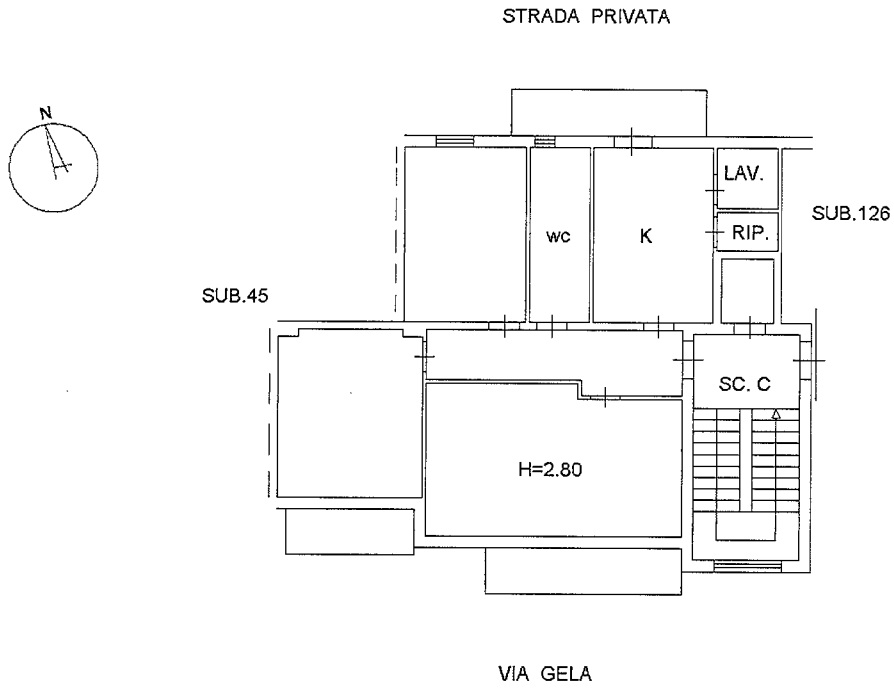 STRADA PRIVATA
N
LAV.
SUB.126
WC
K
RIP.
SUB.45
SC. C
H=2.80
VIA GELA